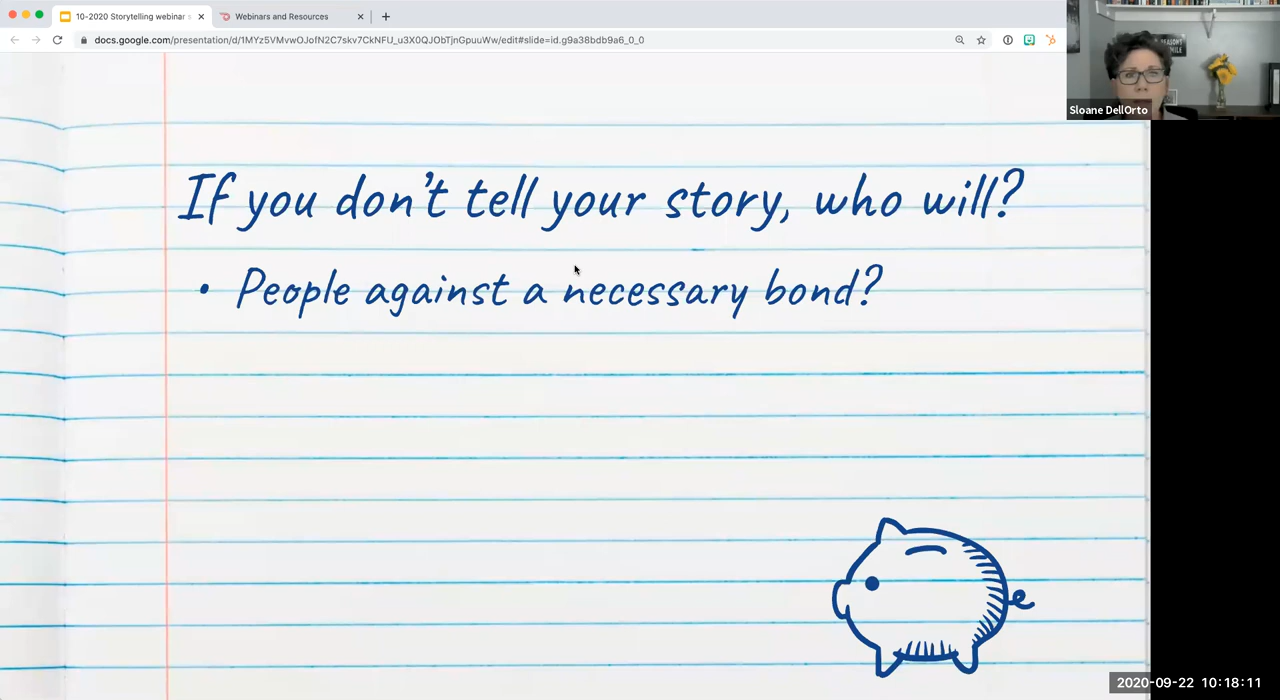 10-2020 Storytelling webinar
Webinars and Resources
docs.google.com/presentation/d/1MYz5VMvwOJofN2C7skv7CkNFU_u3X0QJObTjnGpuuWw/edit#slide=id.g9a38bdb9a6_0_0
Sloane DellOrto
If you don't tell your story, who will?
• People against a necessary bond?
2020-09-22 10:18:11